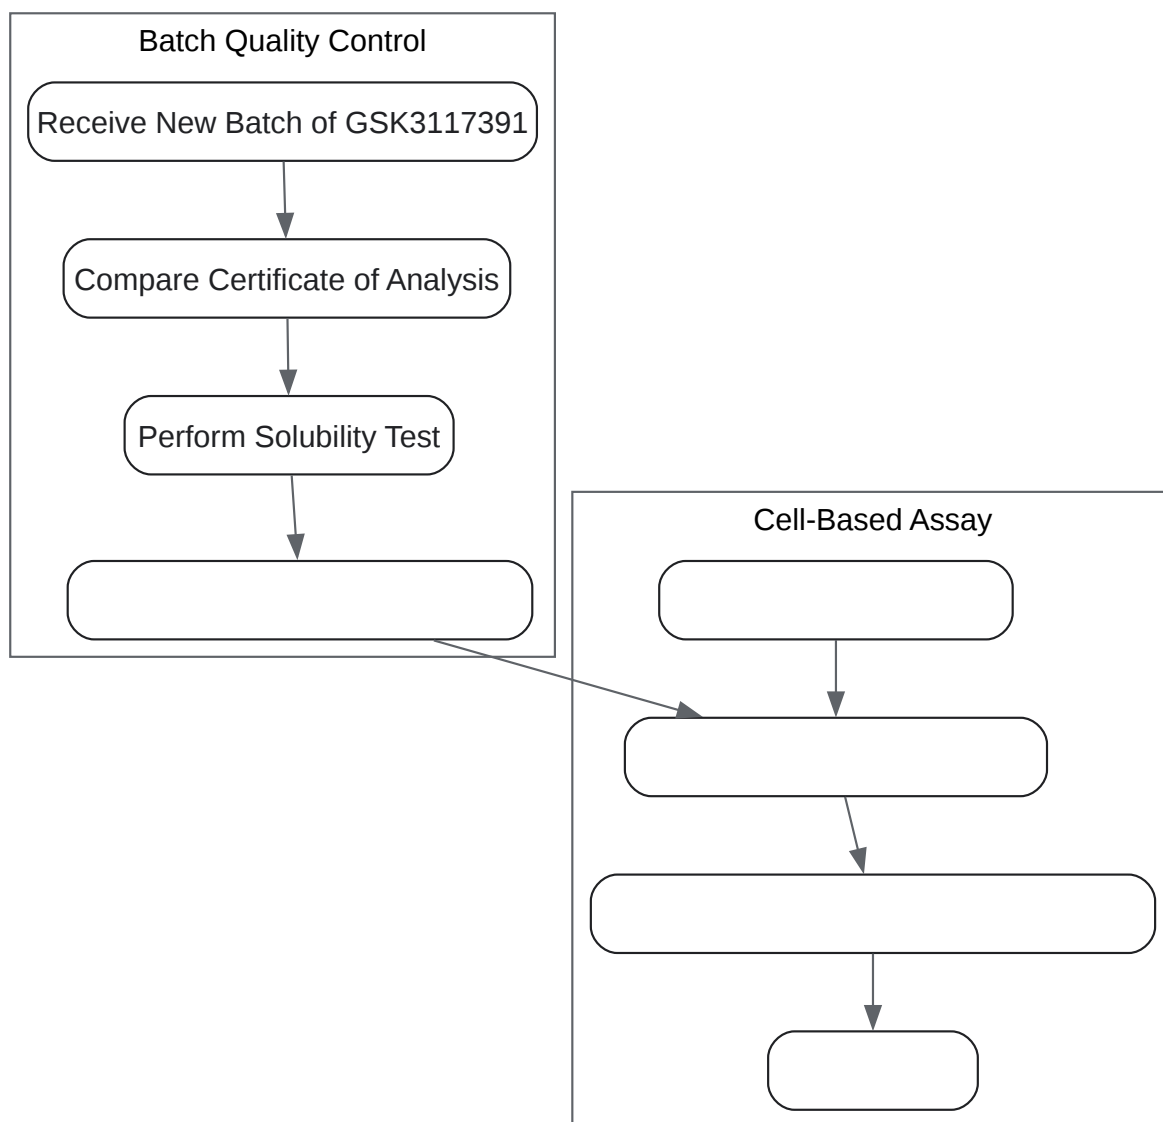 Batch Quality Control
Receive New Batch of GSK3117391
Compare Certificate of Analysis
Perform Solubility Test
Cell-Based Assay